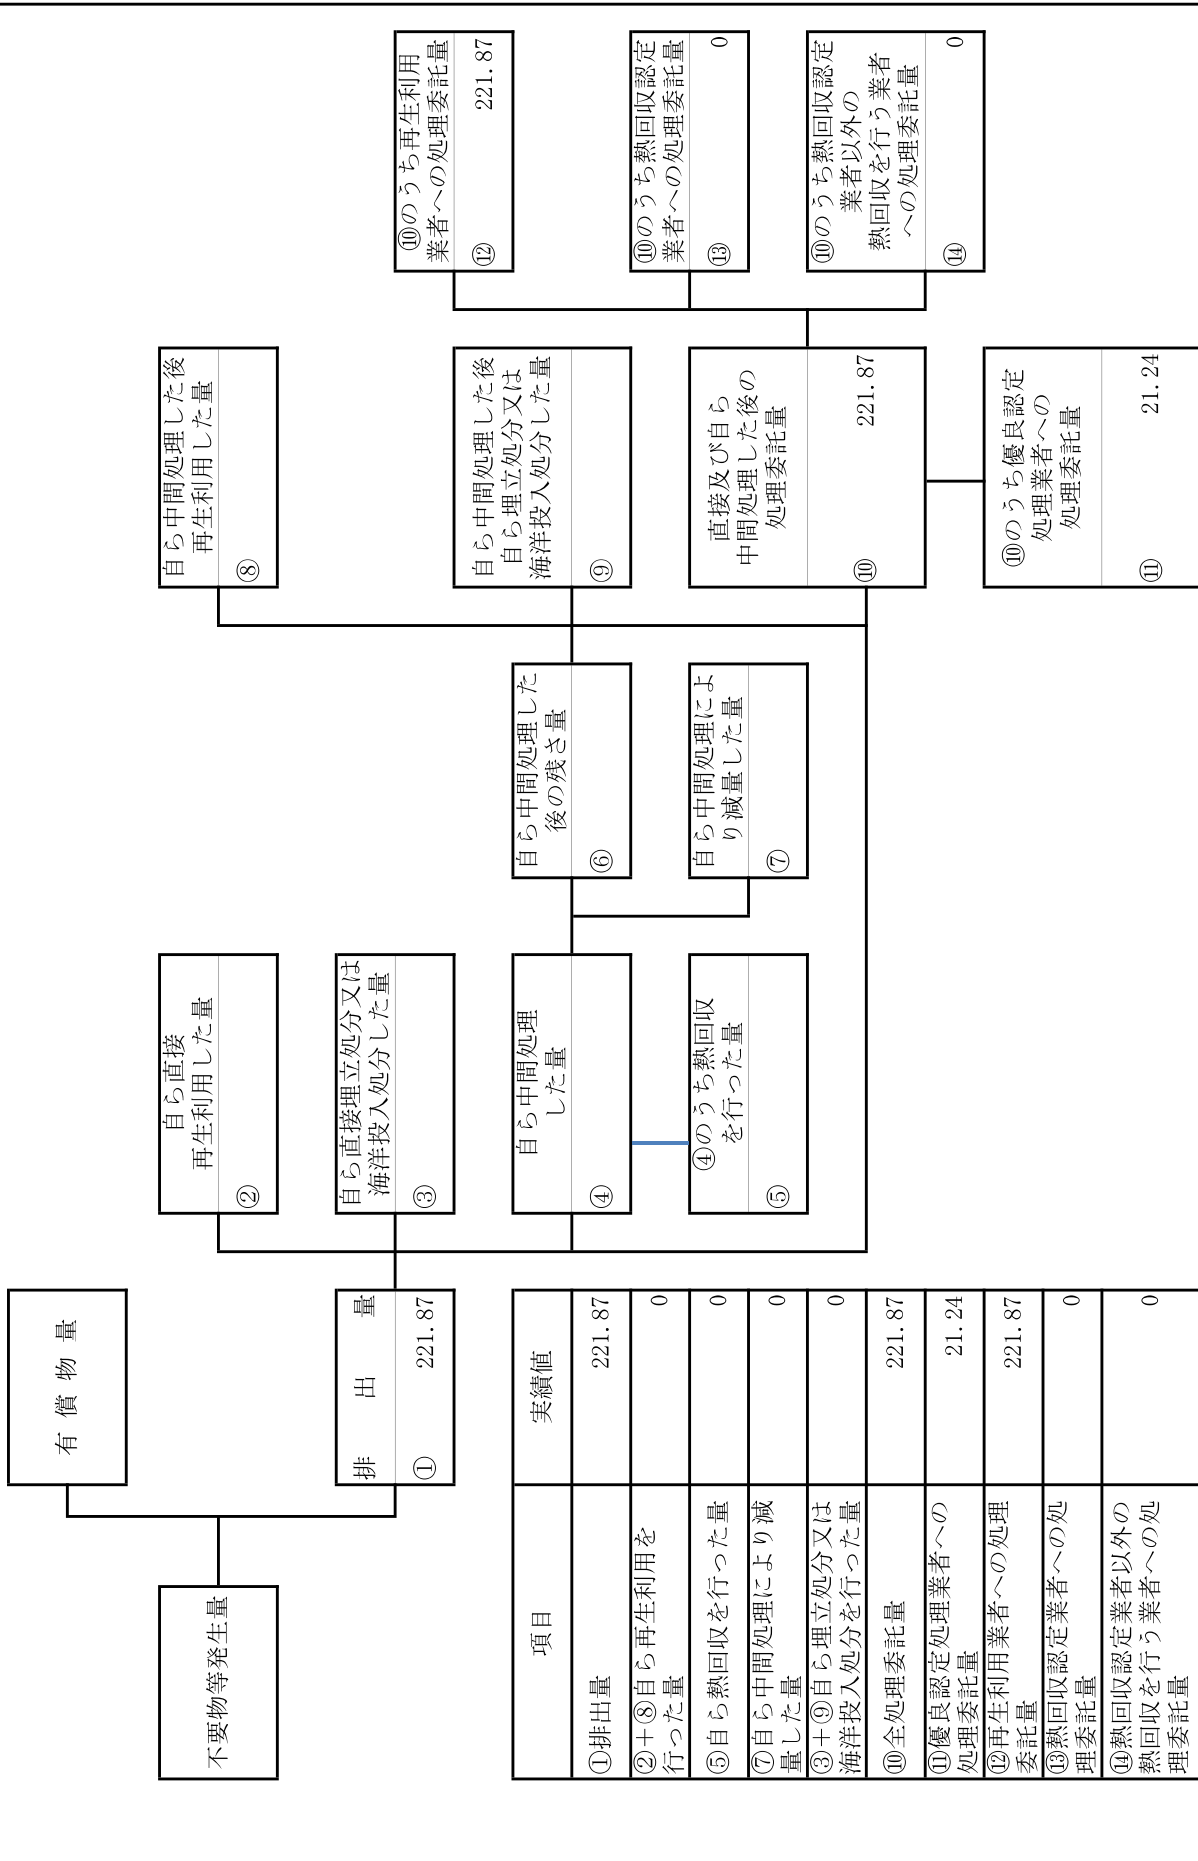 有 償 物 量
不要物等発生量
排 出 量
① 221.87
自ら直接
再生利用した量
②
自ら直接埋立処分又は
海洋投入処分した量
③
自ら中間処理
した量
④
④のうち熱回収
を行った量
⑤
自ら中間処理した
後の残さ量
⑥
自ら中間処理によ
り減量した量
⑦
自ら中間処理した後
再生利用した量
⑧
自ら中間処理した後
自ら埋立処分又は
海洋投入処分した量
⑨
直接及び自ら
中間処理した後の
処理委託量
⑩ 221.87
⑩のうち優良認定
処理業者への
処理委託量
⑪ 21.24
⑩のうち再生利用
業者への処理委託量
⑫ 221.87
⑩のうち熱回収認定
業者への処理委託量
⑬ 0
⑩のうち熱回収認定
業者以外の
熱回収を行う業者
への処理委託量
⑭ 0
項目 実績値
①排出量 221.87
②+⑧自ら再生利用を
行った量 0
⑤自ら熱回収を行った量 0
⑦自ら中間処理により減
量した量 0
③+⑨自ら埋立処分又は
海洋投入処分を行った量 0
⑩全処理委託量 221.87
⑪優良認定処理業者への
処理委託量 21.24
⑫再生利用業者への処理
委託量 221.87
⑬熱回収認定業者への処
理委託量 0
⑭熱回収認定業者以外の
熱回収を行う業者への処
理委託量 0